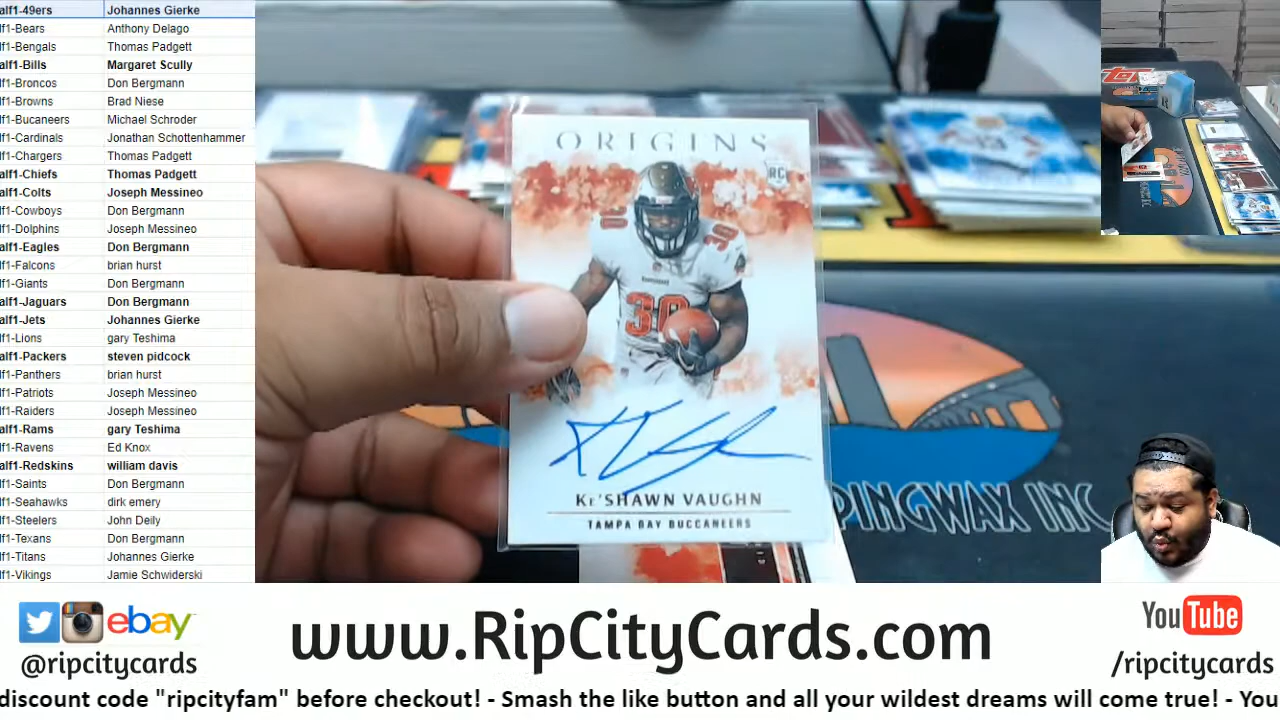 alf1-49ers Johannes Gierke
lf1-Bears Anthony Delago
lf1-Bengals Thomas Padgett
alf1-Bills Margaret Scully
lf1-Broncos Don Bergmann
lf1-Browns Brad Niese
lf1-Bucaneers Michael Schroder
lf1-Cardinals Jonathan Schottenhammer
lf1-Chargers Thomas Padgett
alf1-Chiefs Thomas Padgett
alf1-Colts Joseph Messineo
lf1-Cowboys Don Bergmann
lf1-Dolphins Joseph Messineo
alf1-Eagles Don Bergmann
lf1-Falcons brian hurst
lf1-Giants Don Bergmann
alf1-Jaguars Don Bergmann
alf1-Jets Johannes Gierke
lf1-Lions gary Teshima
alf1-Packers steven pidcock
lf1-Panthers brian hurst
lf1-Patriots Joseph Messineo
lf1-Raiders Joseph Messineo
alf1-Rams gary Teshima
lf1-Ravens Ed Knox
alf1-Redskins william davis
lf1-Saints Don Bergmann
lf1-Seahawks dirk emery
lf1-Steelers John Deily
lf1-Texans Don Bergmann
lf1-Titans Johannes Gierke
lf1-Vikings Jamie Schwiderski
ORIGINS
RC
30
30
30
KE'SHAWN VAUGHN
TAMPA BAY BUCCANEERS
PINGWAX INC
ebay
@ripcitycards
www.RipCityCards.com
YouTube
/ripcitycards
discount code "ripcityfam" before checkout! - Smash the like button and all your wildest dreams will come true! - You